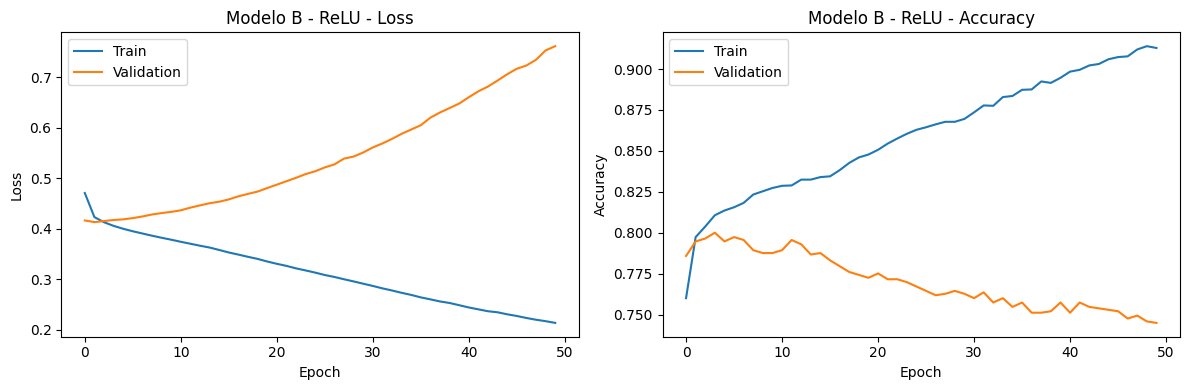 Modelo B - ReLU - Loss
Train
Validation
0.7
0.6
0.5
0.4
0.3
0.2
Loss
0 10 20 30 40 50
Epoch
Modelo B - ReLU - Accuracy
Train
Validation
0.900
0.875
0.850
0.825
0.800
0.775
0.750
Accuracy
0 10 20 30 40 50
Epoch